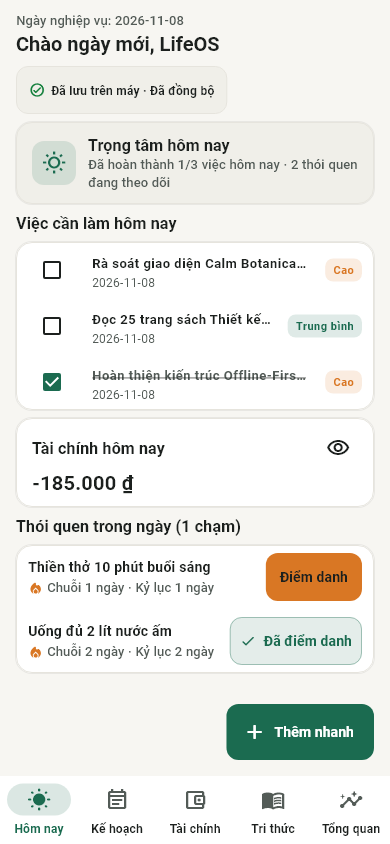 Ngày nghiệp vụ: 2026-11-08
Chào ngày mới, LifeOS
Đã lưu trên máy · Đã đồng bộ
Trọng tâm hôm nay
Đã hoàn thành 1/3 việc hôm nay · 2 thói quen
đang theo dõi
Việc cần làm hôm nay
Rà soát giao diện Calm Botanica…
Cao
2026-11-08
Đọc 25 trang sách Thiết kế…
Trung bình
2026-11-08
Hoàn thiện kiến trúc Offline-Firs…
Cao
2026-11-08
Tài chính hôm nay
-185.000 ₫
Thói quen trong ngày (1 chạm)
Thiền thở 10 phút buổi sáng
Chuỗi 1 ngày · Kỷ lục 1 ngày
Điểm danh
Uống đủ 2 lít nước ấm
Chuỗi 2 ngày · Kỷ lục 2 ngày
Đã điểm danh
Thêm nhanh
Hôm nay
Kế hoạch
Tài chính
Tri thức
Tổng quan